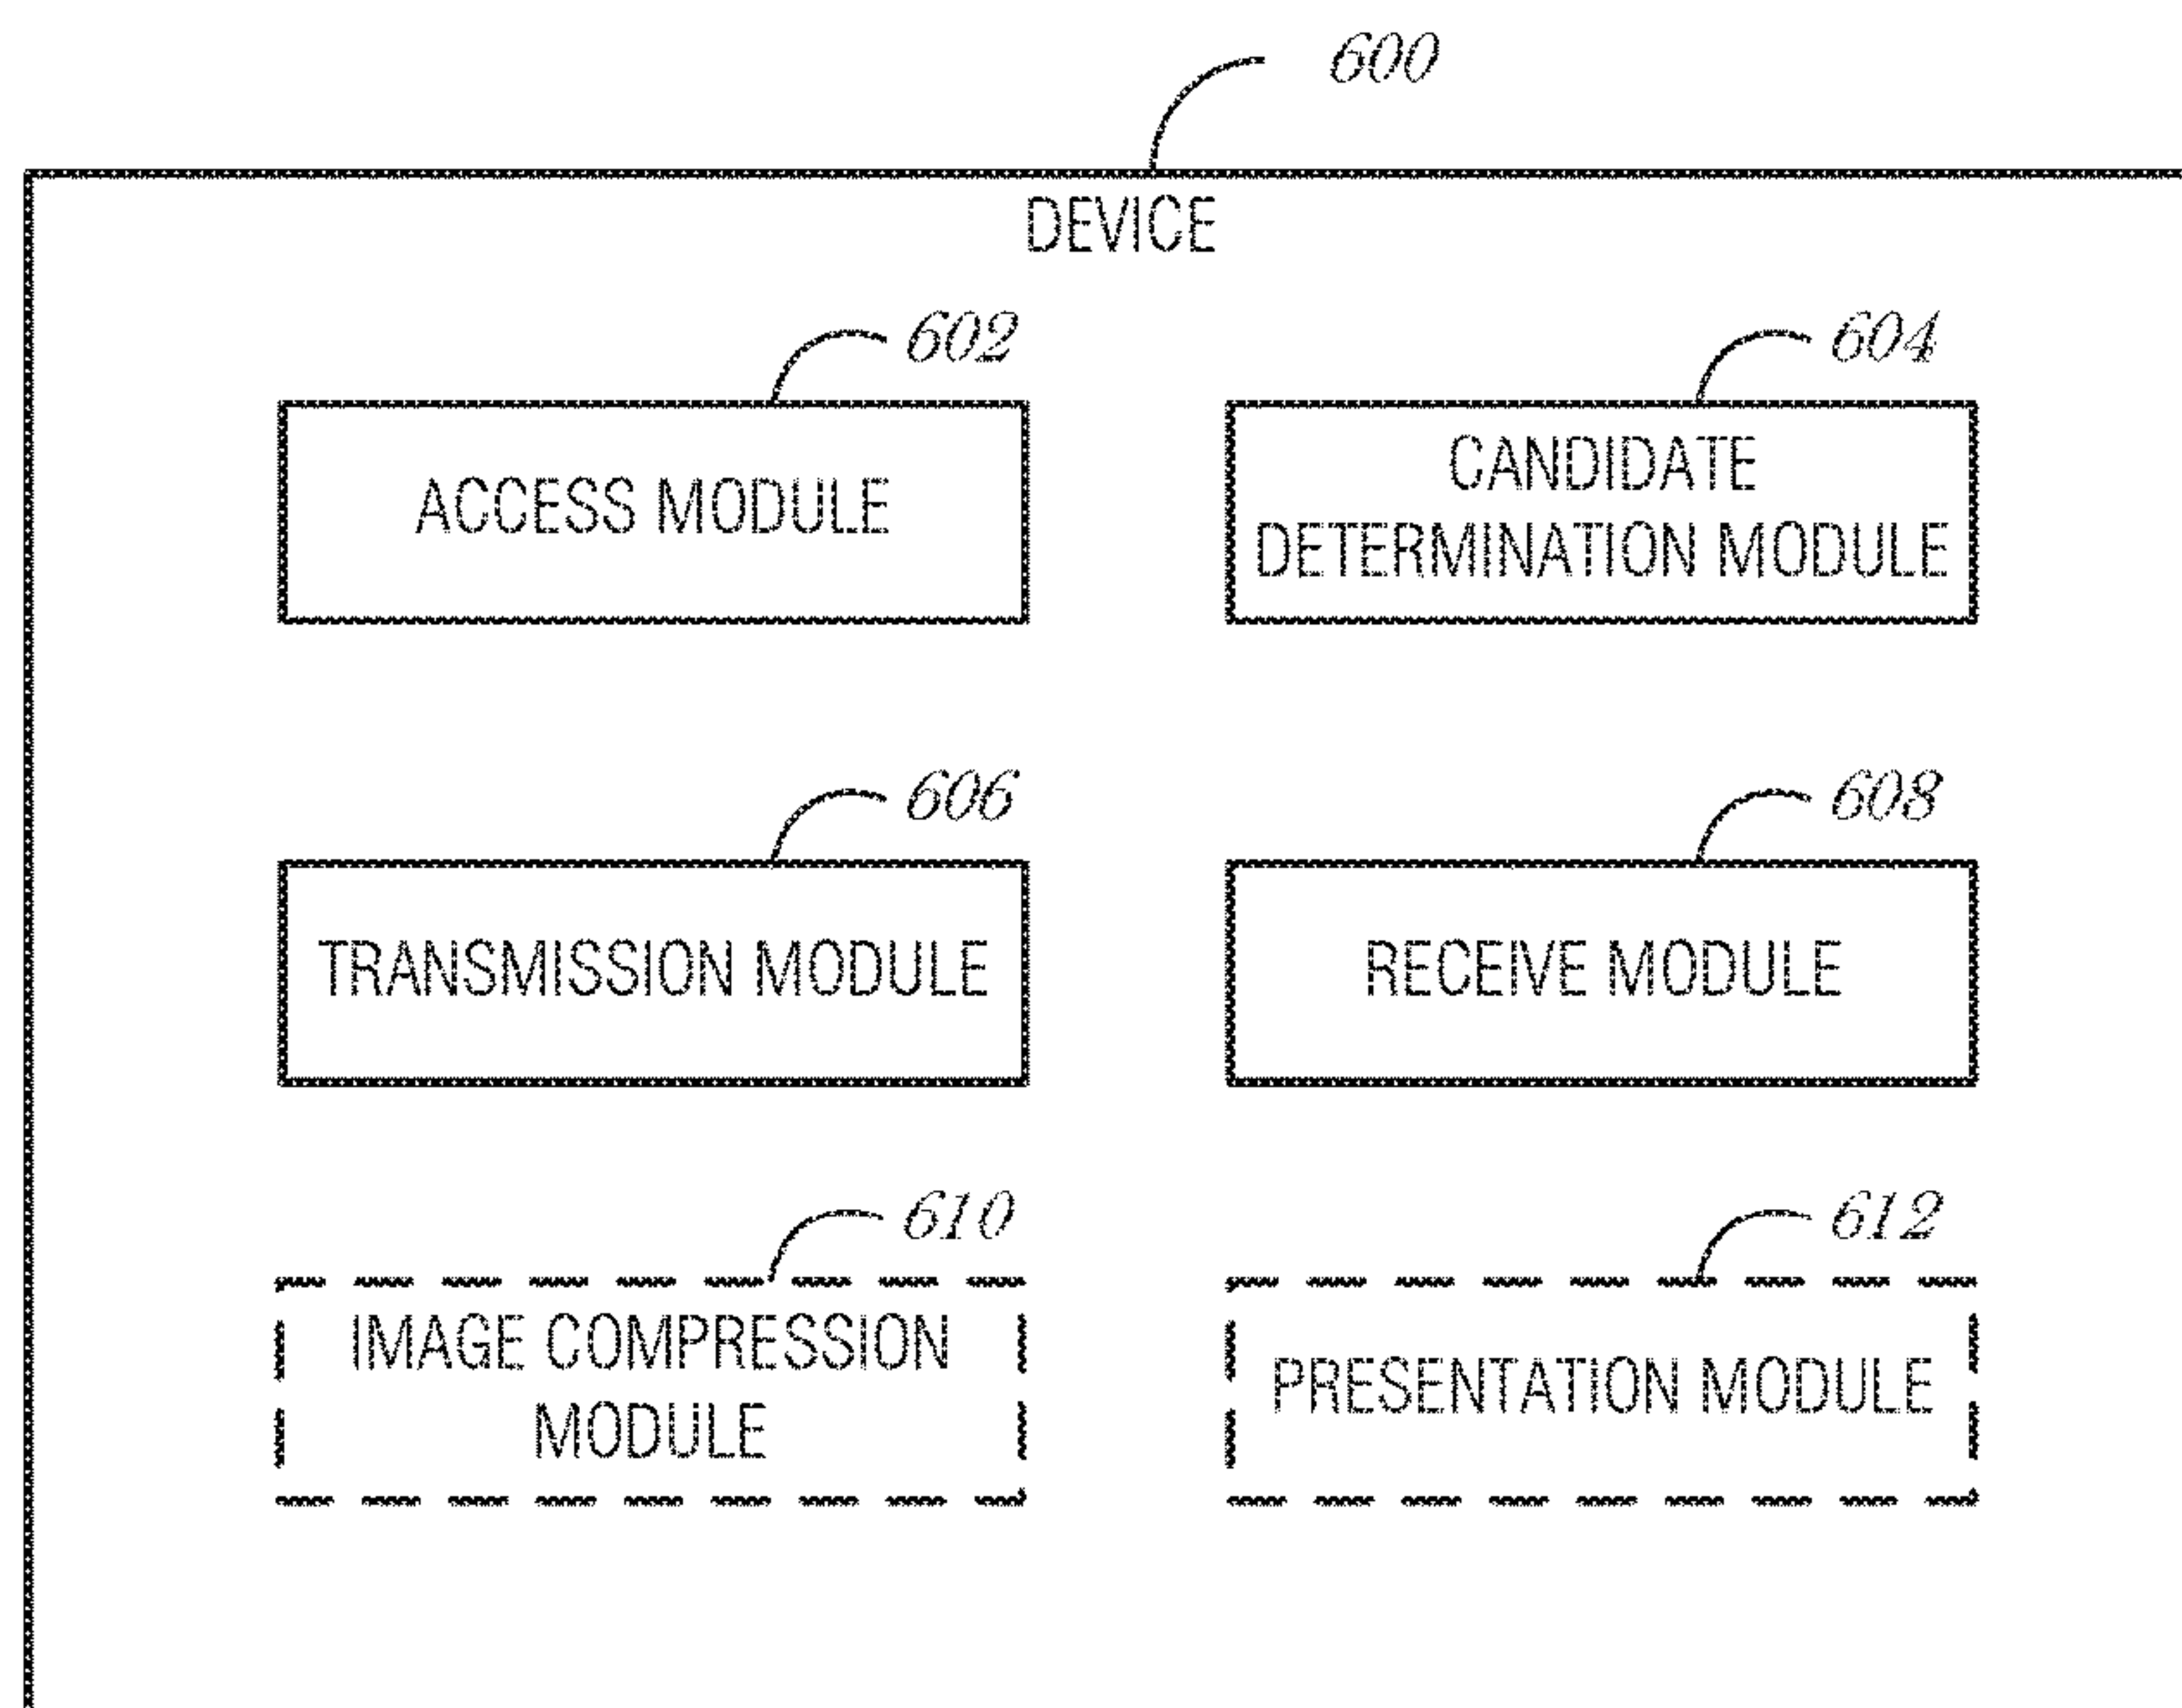 600
DEVICE
602
604
ACCESS MODULE
CANDIDATE
DETERMINATION MODULE
606
608
TRANSMISSION MODULE
RECEIVE MODULE
610
612
IMAGE COMPRESSION
MODULE
PRESENTATION MODULE